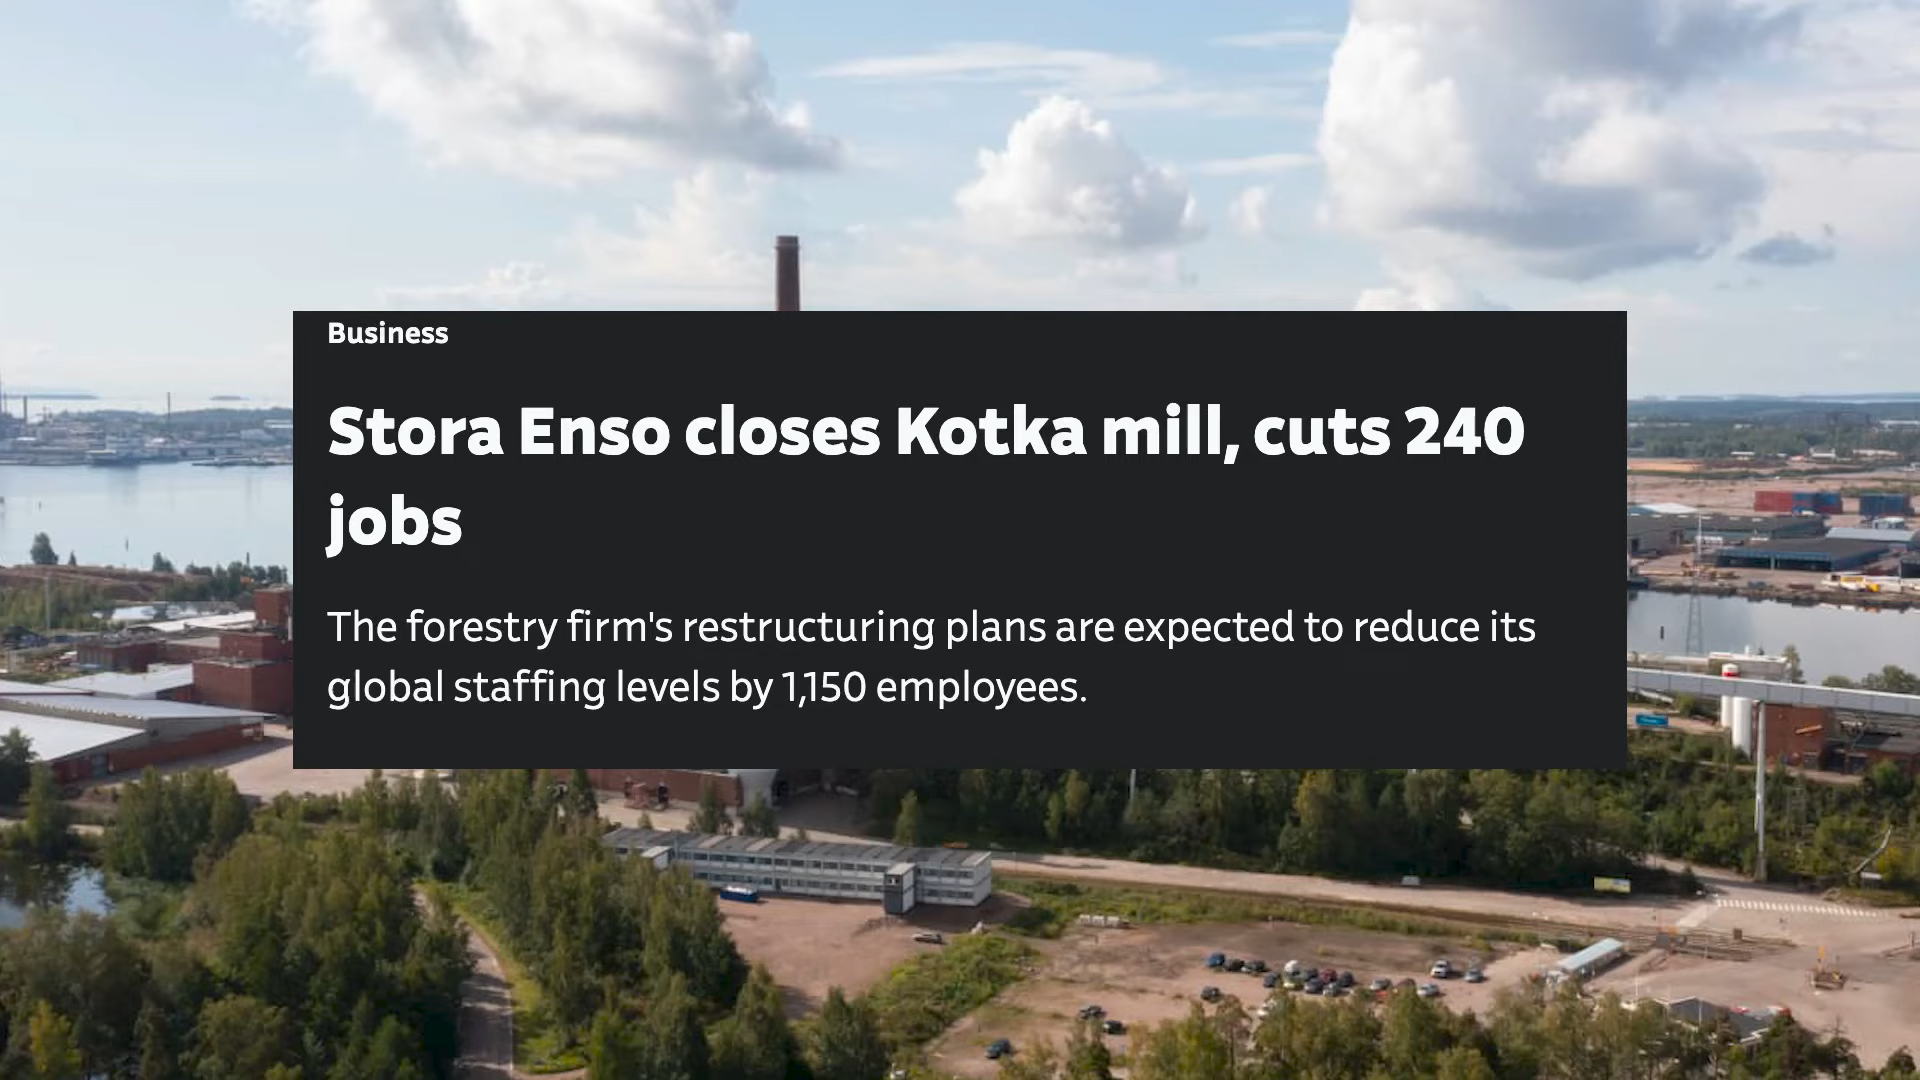 Business
Stora Enso closes Kotka mill, cuts 240
jobs
The forestry firm's restructuring plans are expected to reduce its
global staffing levels by 1,150 employees.